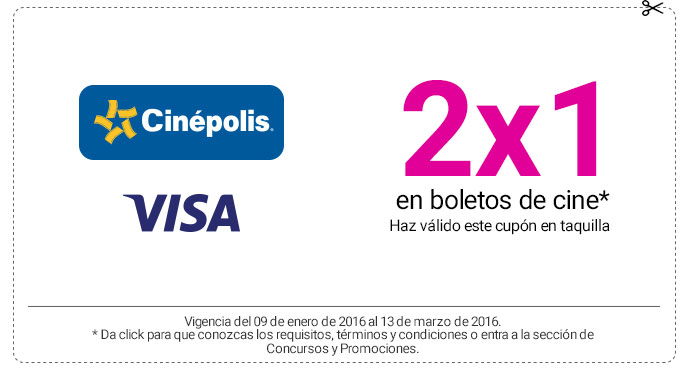 Cinépolis®
VISA
2x1
en boletos de cine*
Haz válido este cupón en taquilla
Vigencia del 09 de enero de 2016 al 13 de marzo de 2016.
* Da click para que conozcas los requisitos, términos y condiciones o entra a la sección de
Concursos y Promociones.